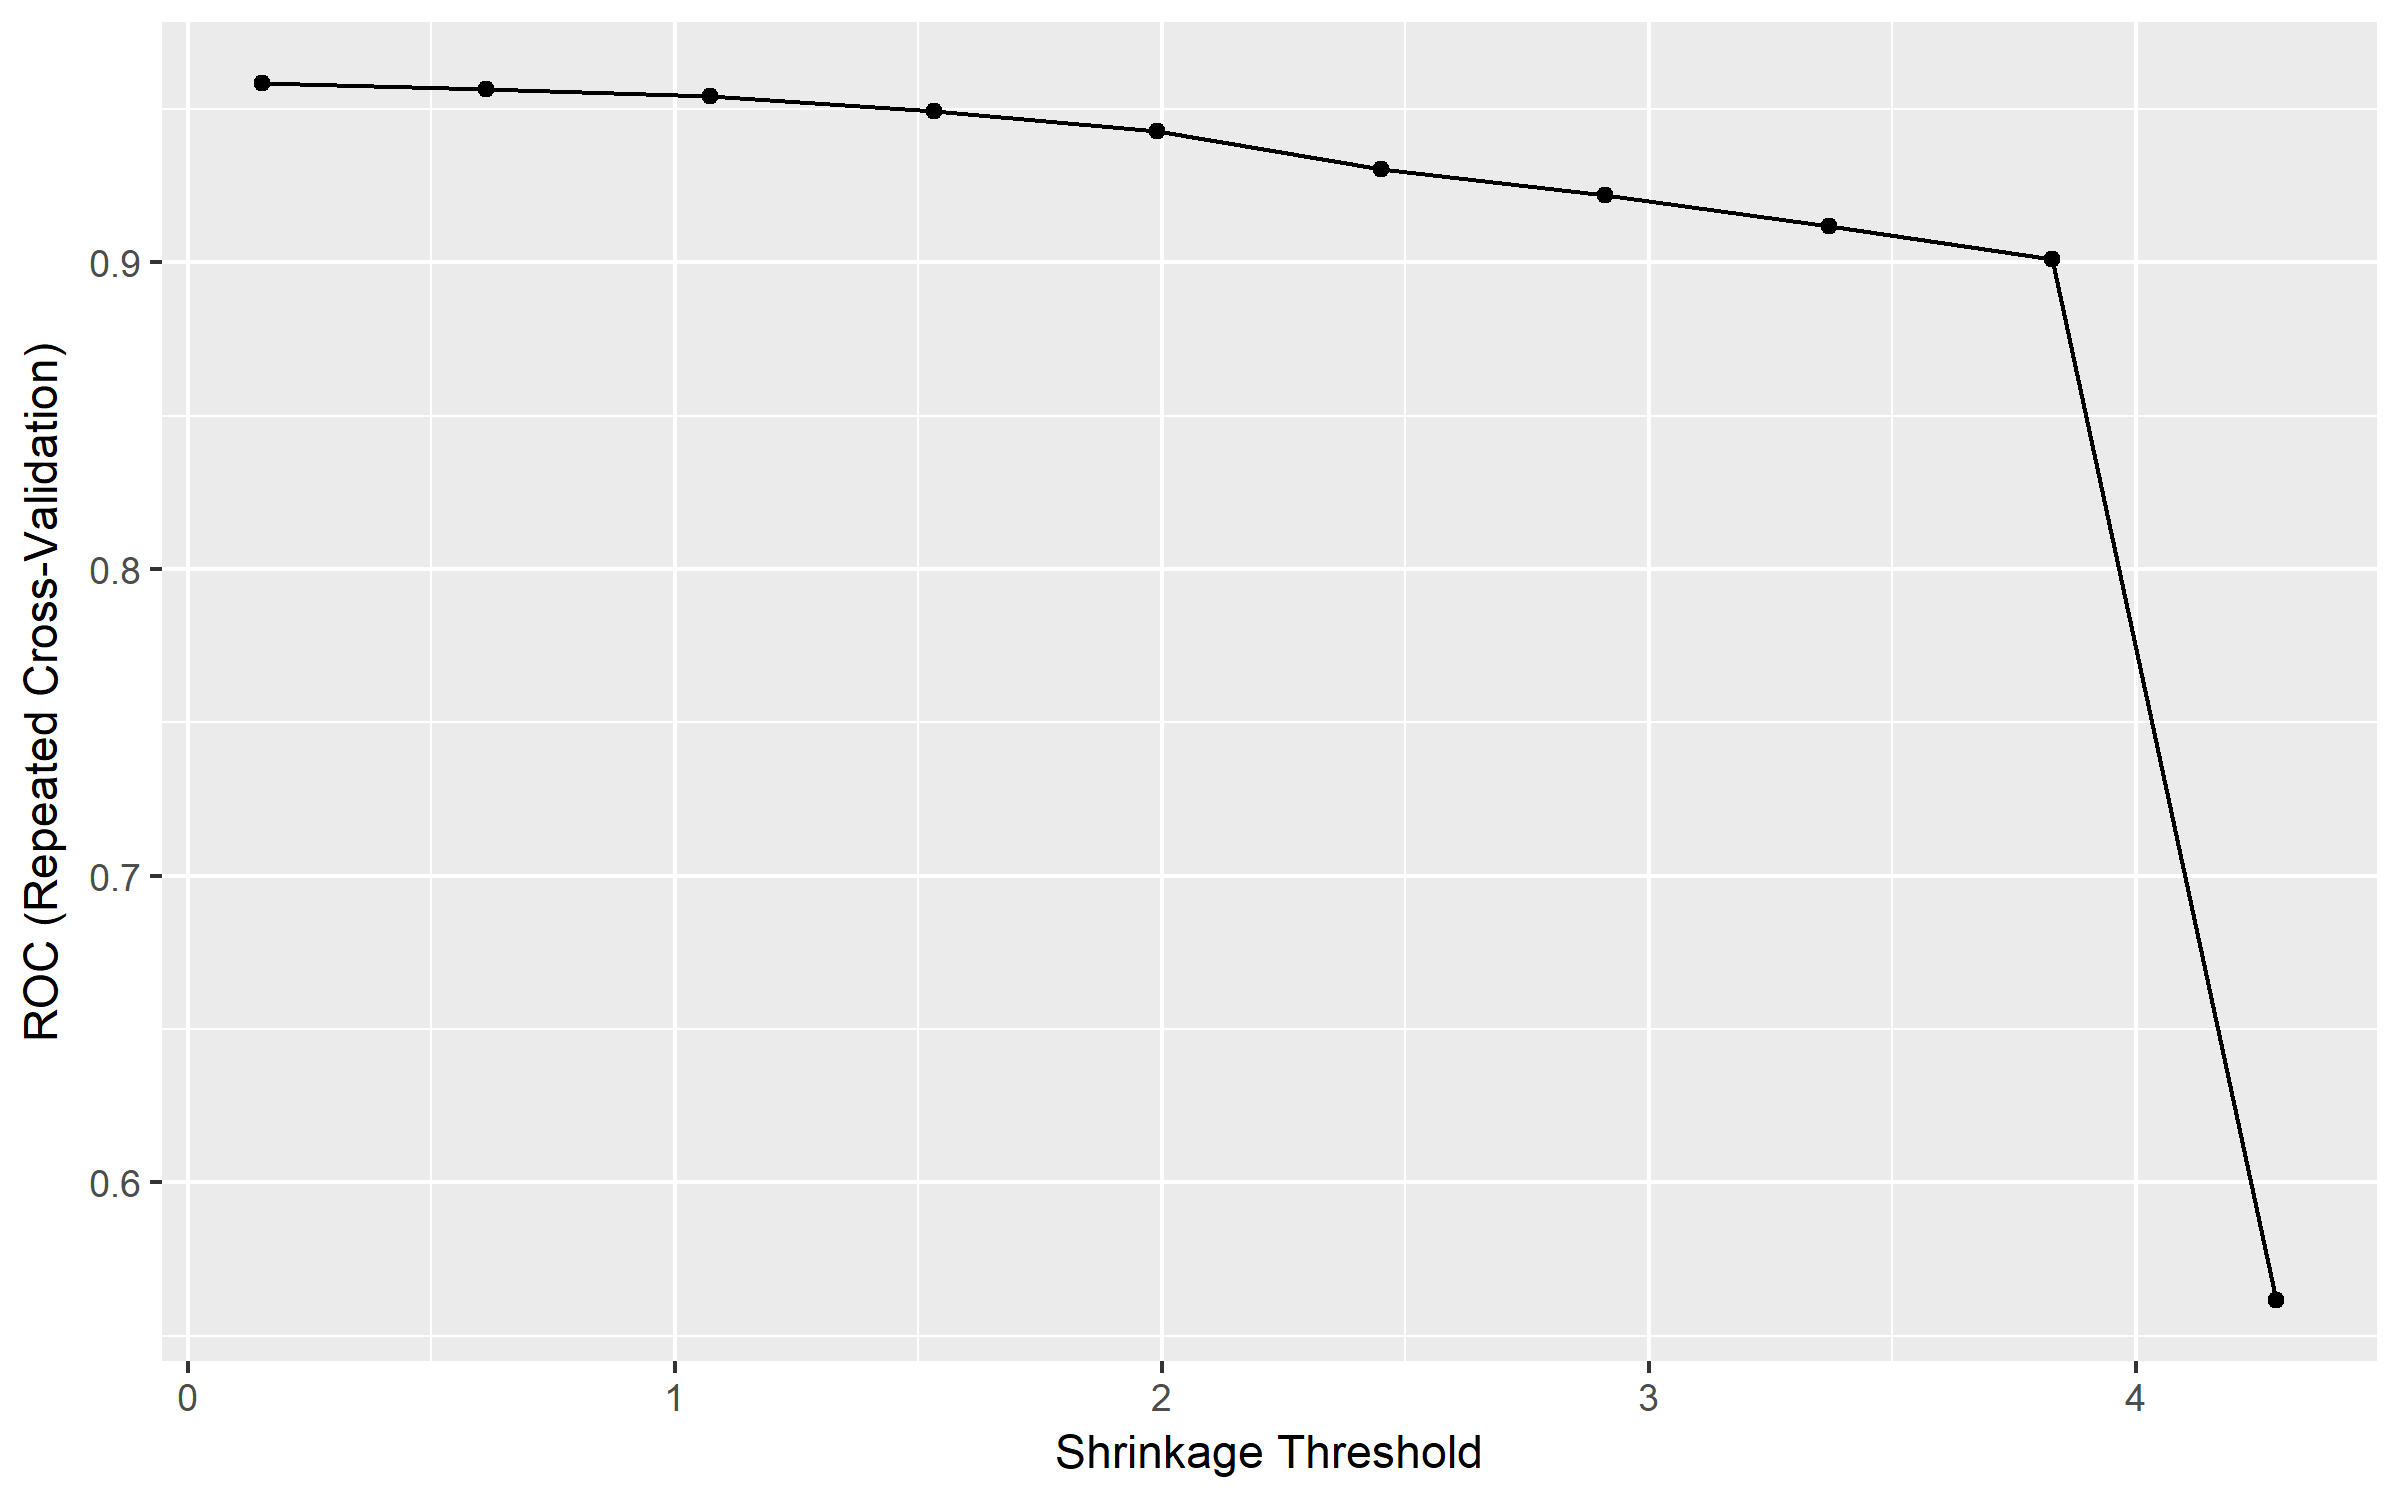 ROC (Repeated Cross-Validation)
0.9
0.8
0.7
0.6
0 1 2 3 4
Shrinkage Threshold